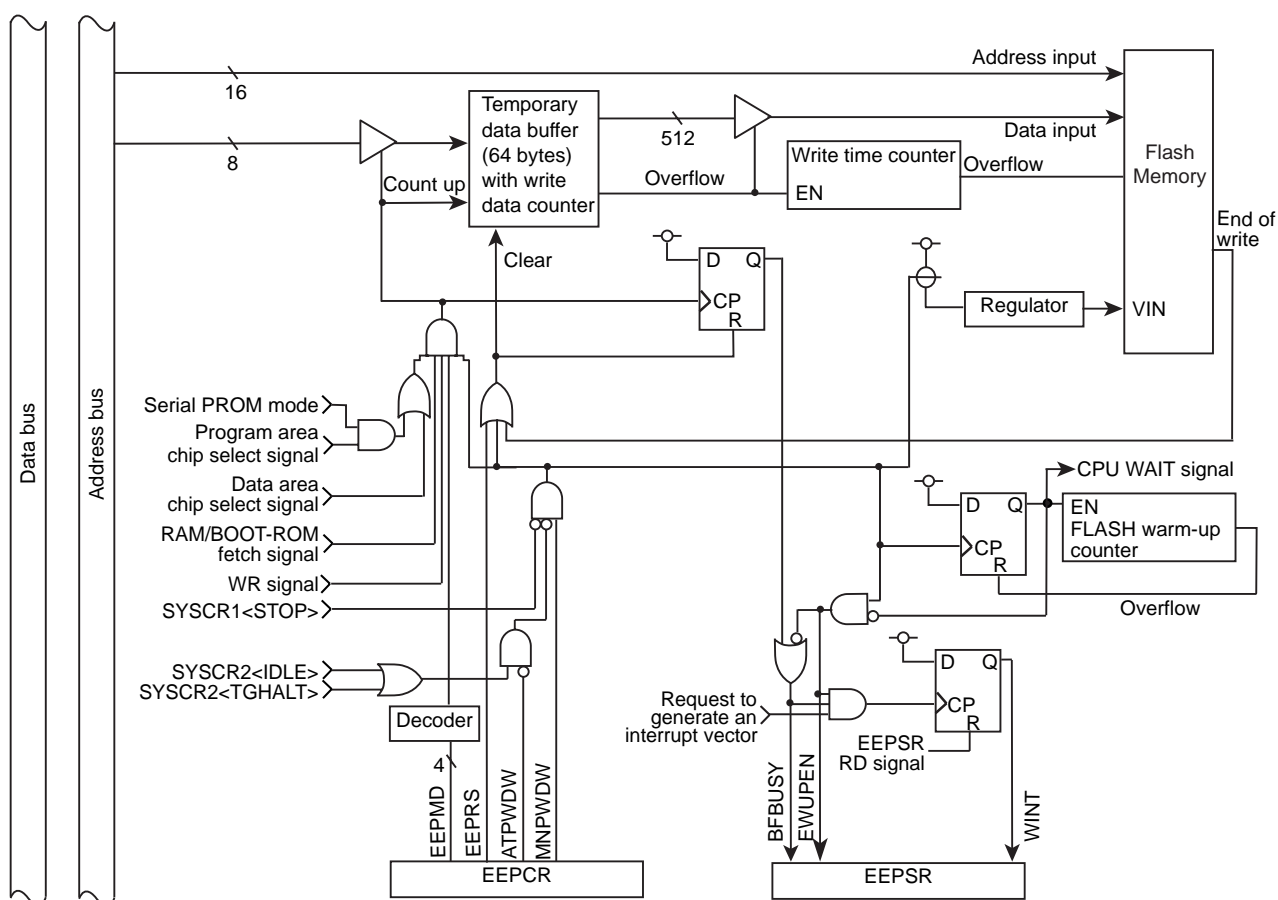 Data bus
Address bus
16
Address input
8
Count up
Temporary
data buffer
(64 bytes)
with write
data counter
512
Overflow
Data input
Write time counter
EN
Overflow
Flash
Memory
VIN
End of
write
Clear
D
Q
CP
R
Regulator
Serial PROM mode
Program area
chip select signal
Data area
chip select signal
RAM/BOOT-ROM
fetch signal
WR signal
SYSCR1<STOP>
SYSCR2<IDLE>
SYSCR2<TGHALT>
D
Q
CP
R
CPU WAIT signal
EN
FLASH warm-up
counter
Overflow
Request to
generate an
interrupt vector
D
Q
CP
R
EEPSR
RD signal
Decoder
4
EEPMD
EEPRS
ATPWDW
MNPWDW
EEPCR
BFBUSY
EWUPEN
WINT
EEPSR